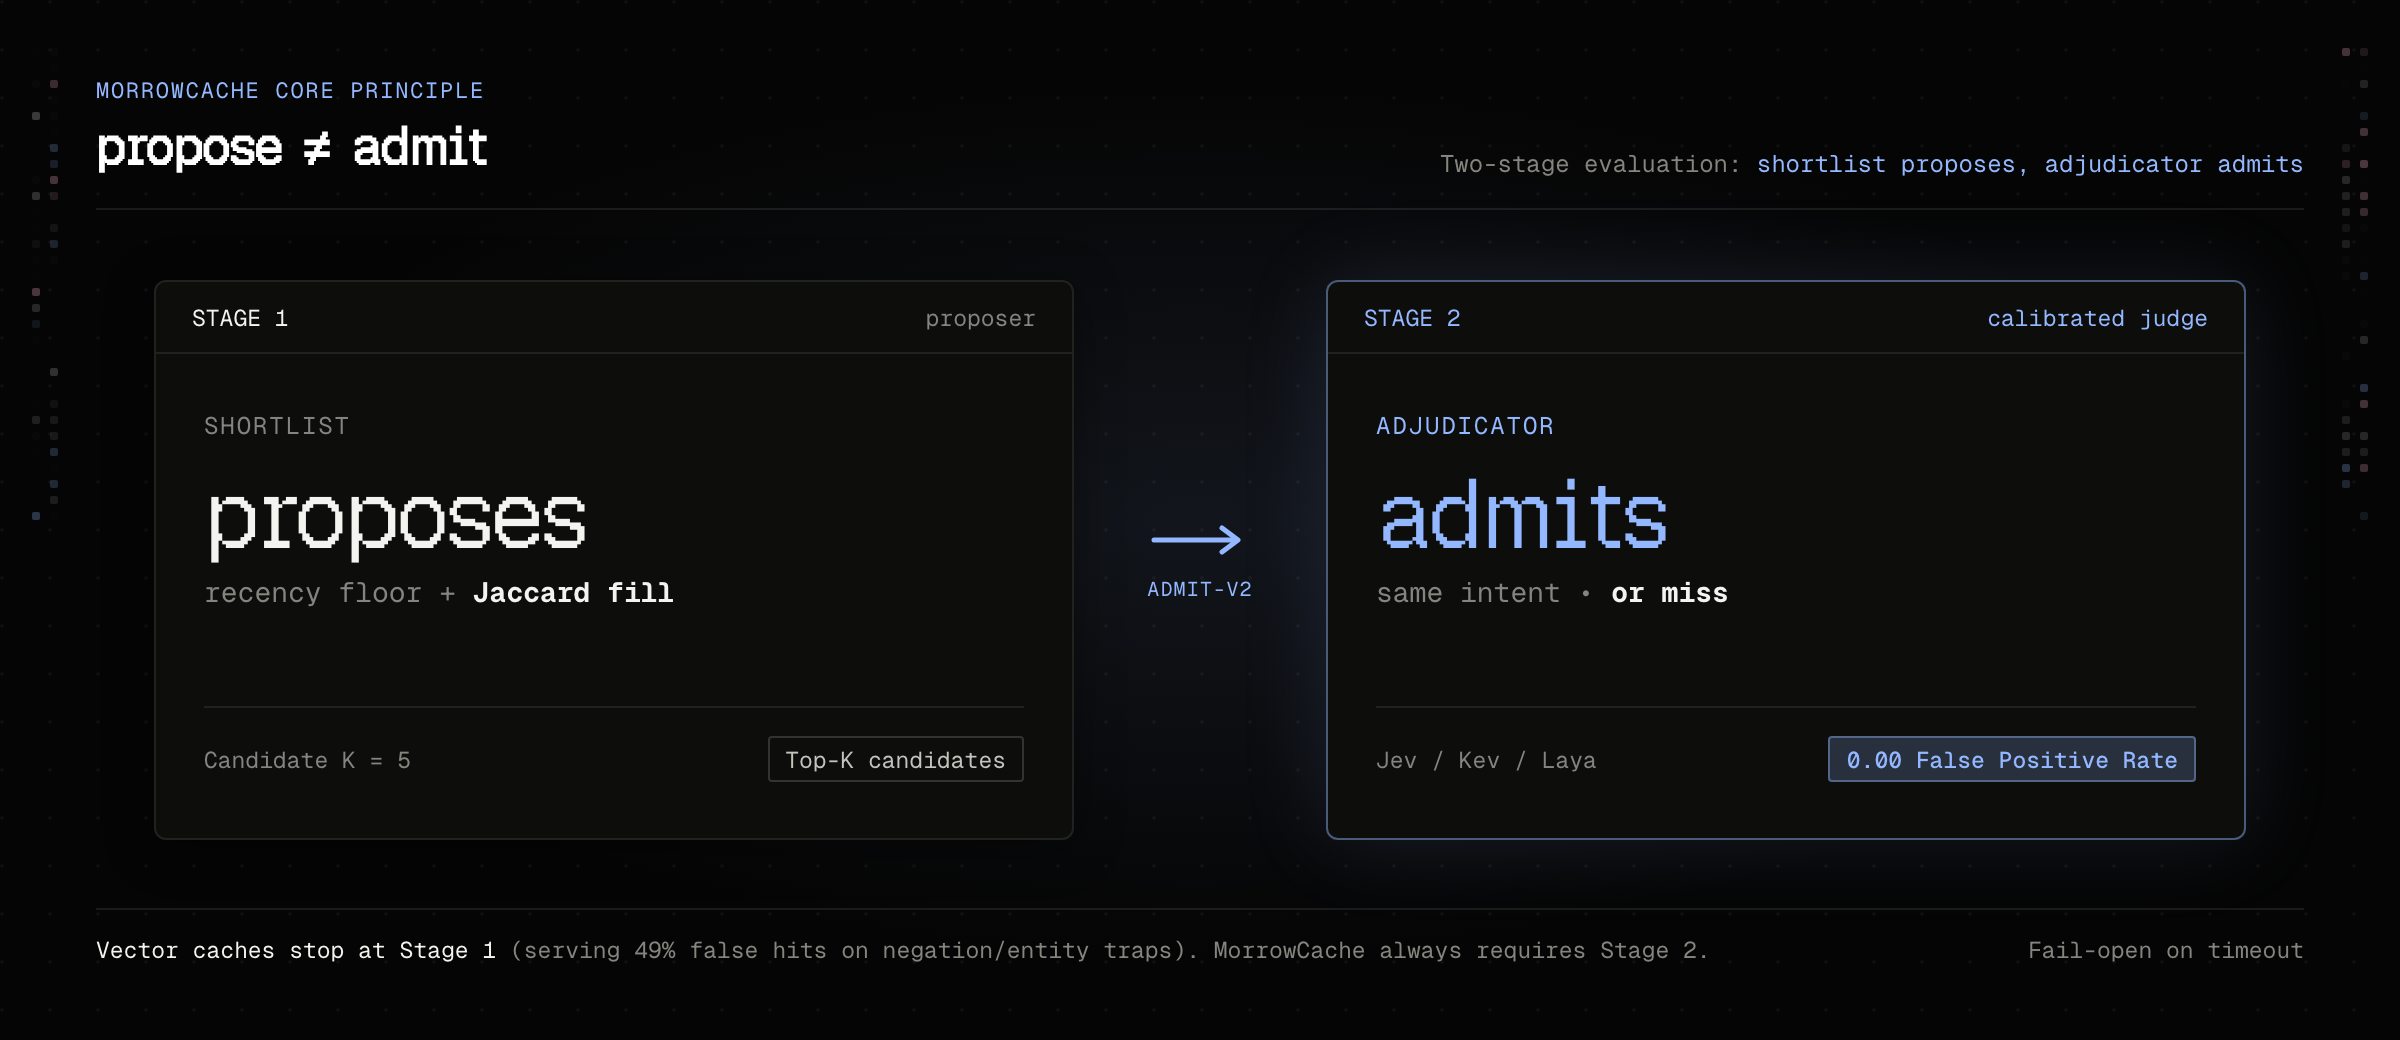 MORROWCACHE CORE PRINCIPLE
propose ≠ admit
Two-stage evaluation: shortlist proposes, adjudicator admits
STAGE 1
proposer
SHORTLIST
proposes
recency floor + Jaccard fill
Candidate K = 5
Top-K candidates
→
ADMIT-V2
STAGE 2
calibrated judge
ADJUDICATOR
admits
same intent • or miss
Jev / Kev / Laya
0.00 False Positive Rate
Vector caches stop at Stage 1 (serving 49% false hits on negation/entity traps). MorrowCache always requires Stage 2.
Fail-open on timeout